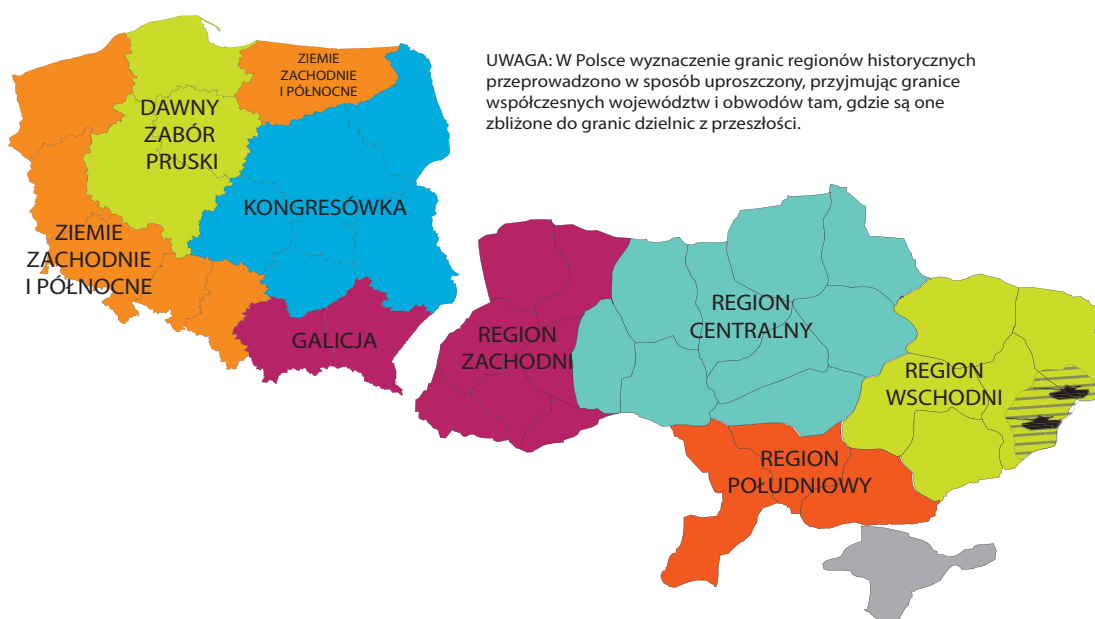 ZIEMIE
ZACHODNIE
I PÓŁNOCNE
UWAGA: W Polsce wyznaczenie granic regionów historycznych
przeprowadzono w sposób uproszczony, przyjmując granice
współczesnych województw i obwodów tam, gdzie są one
zbliżone do granic dzielnic z przeszłości.
DAWNY
ZABÓR
PRUSKI
KONGRESÓWKA
ZIEMIE
ZACHODNIE
I PÓŁNOCNE
GALICJA
REGION
ZACHODNI
REGION
CENTRALNY
REGION
WSCHODNI
REGION
POŁUDNIOWY